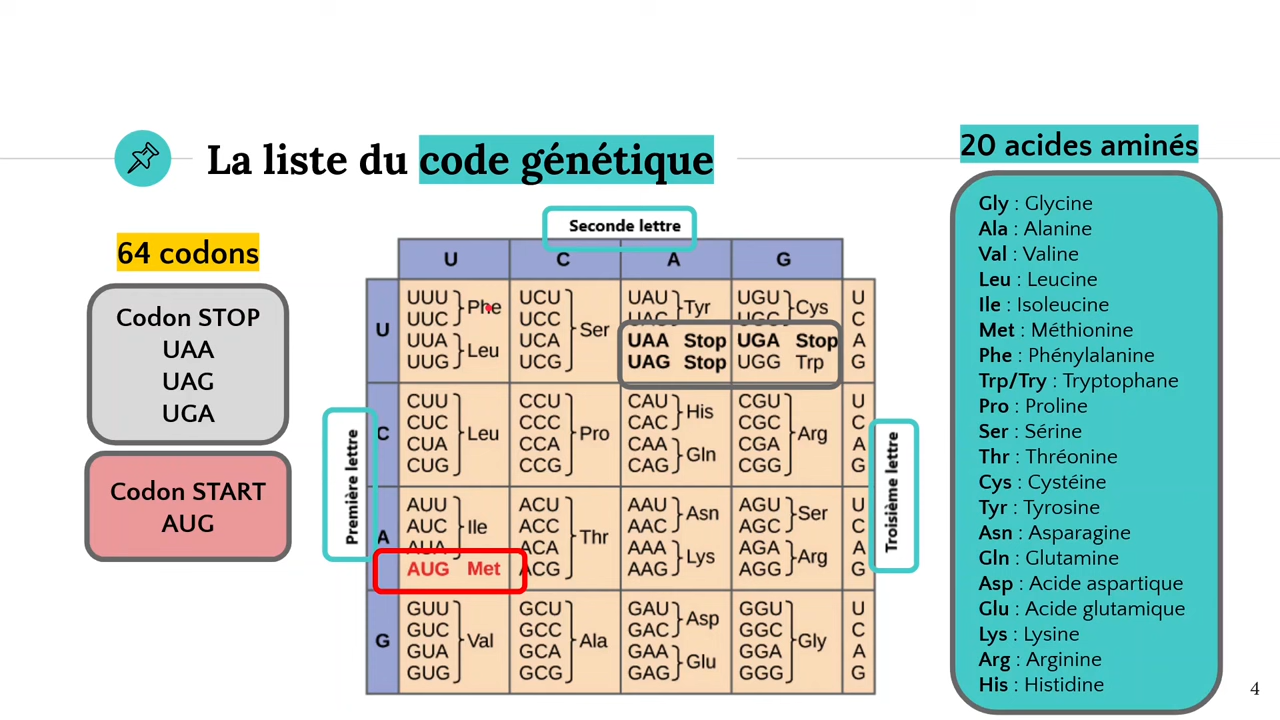 La liste du code génétique
64 codons
Codon STOP
UAA
UAG
UGA
Codon START
AUG
Seconde lettre
Première lettre
Troisième lettre
U C A G
U
UUU UCU UAU UGU U
UUC Phe UCC UAC Tyr UGC Cys C
UUA UCA Ser UAA Stop UGA Stop A
UUG Leu UCG UAG Stop UGG Trp G
C
CUU CCU CAU CGU U
CUC CCC CAC His CGC C
CUA Leu CCA Pro CAA CGA Arg A
CUG CCG CAG Gln CGG G
A
AUU ACU AAU AGU U
AUC Ile ACC AAC Asn AGC Ser C
AUA ACA Thr AAA AGA A
AUG Met ACG AAG Lys AGG Arg G
G
GUU GCU GAU GGU U
GUC GCC GAC Asp GGC C
GUA Val GCA Ala GAA GGA Gly A
GUG GCG GAG Glu GGG G
20 acides aminés
Gly : Glycine
Ala : Alanine
Val : Valine
Leu : Leucine
Ile : Isoleucine
Met : Méthionine
Phe : Phénylalanine
Trp/Try : Tryptophane
Pro : Proline
Ser : Sérine
Thr : Thréonine
Cys : Cystéine
Tyr : Tyrosine
Asn : Asparagine
Gln : Glutamine
Asp : Acide aspartique
Glu : Acide glutamique
Lys : Lysine
Arg : Arginine
His : Histidine
4